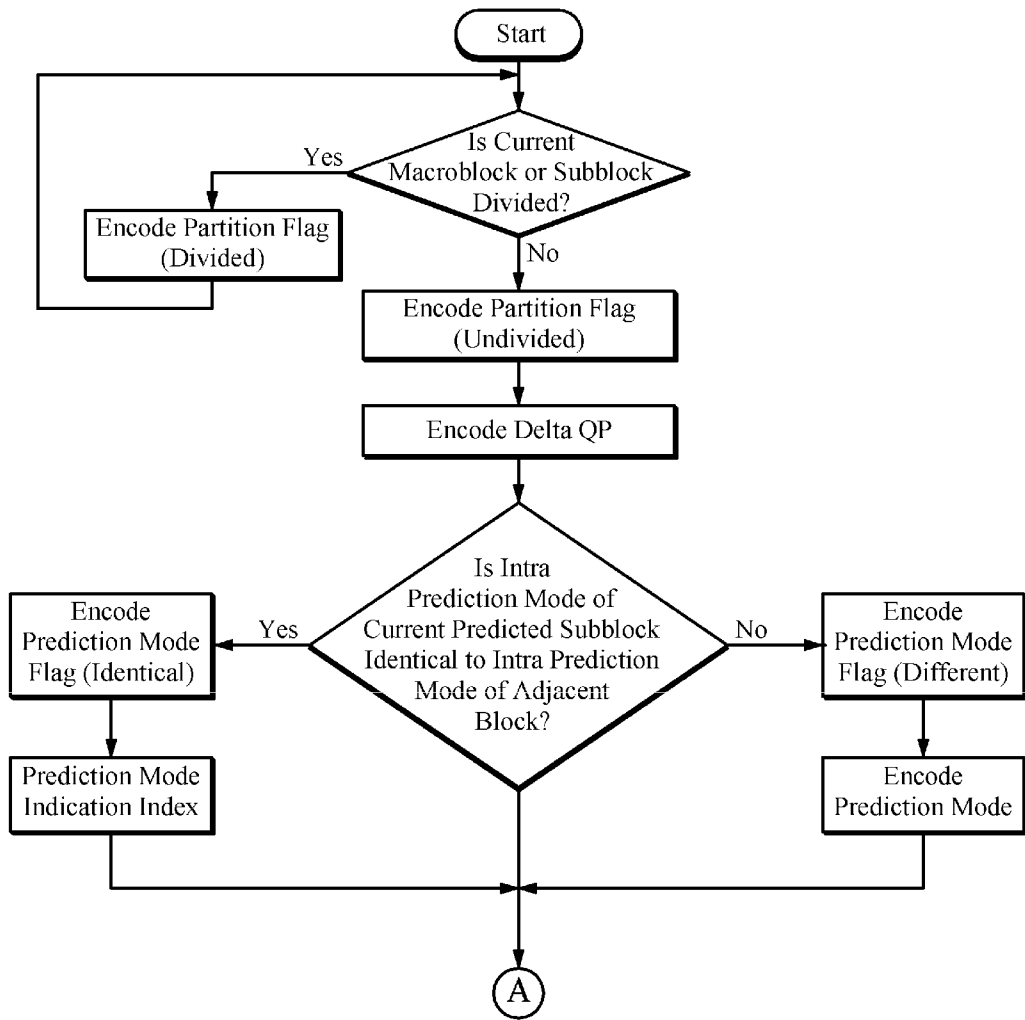 Start
Is Current
Macroblock or Subblock
Divided?
Yes
No
Encode Partition Flag
(Divided)
Encode Partition Flag
(Undivided)
Encode Delta QP
Is Intra
Prediction Mode of
Current Predicted Subblock
Identical to Intra Prediction
Mode of Adjacent
Block?
Yes
No
Encode
Prediction Mode
Flag (Identical)
Encode
Prediction Mode
Flag (Different)
Prediction Mode
Indication Index
Encode
Prediction Mode
A